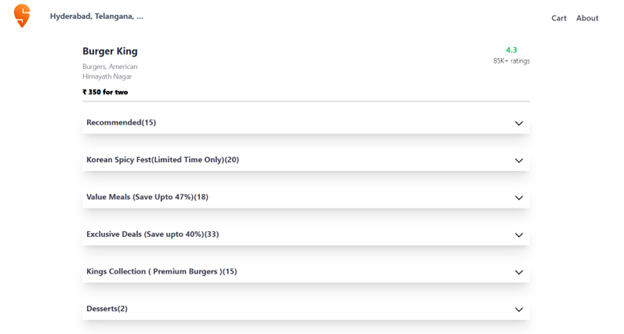 Hyderabad, Telangana, ...
Cart About
Burger King
4.3
Burgers, American
85K+ ratings
Himayath Nagar
₹ 350 for two
Recommended(15)
Korean Spicy Fest(Limited Time Only)(20)
Value Meals (Save Upto 47%)(18)
Exclusive Deals (Save upto 40%)(33)
Kings Collection ( Premium Burgers )(15)
Desserts(2)